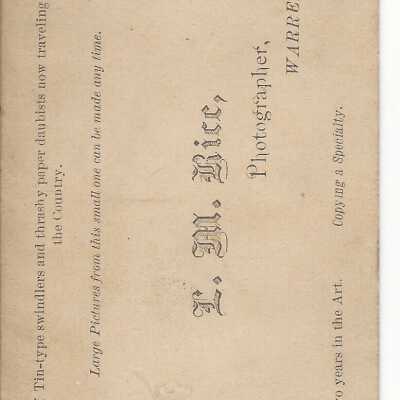 Tin-type swindlers and thrashy paper daubists now traveling
the Country.
Large Pictures from this small one can be made any time.
L. M. Rice,
Photographer,
WARRE
years in the Art. Copying a Specialty.